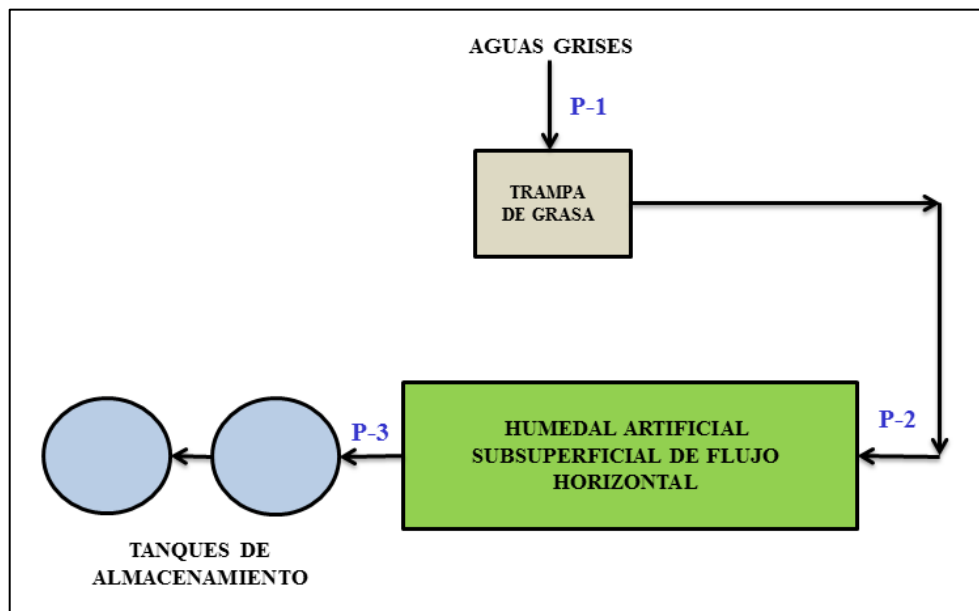 AGUAS GRISES
P-1
TRAMPA
DE GRASA
P-2
HUMEDAL ARTIFICIAL
SUBSUPERFICIAL DE FLUJO
HORIZONTAL
P-3
TANQUES DE
ALMACENAMIENTO